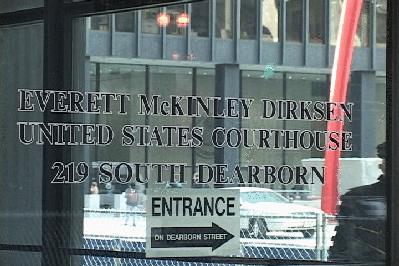 EVERETT McKINLEY DIRKSEN
UNITED STATES COURTHOUSE
219 SOUTH DEARBORN
ENTRANCE
ON DEARBORN STREET